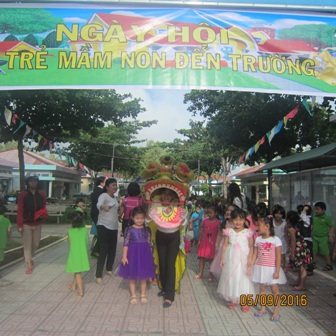 NGÀY HỘI
TRẺ MẦM NON ĐẾN TRƯỜNG
05/09/2016